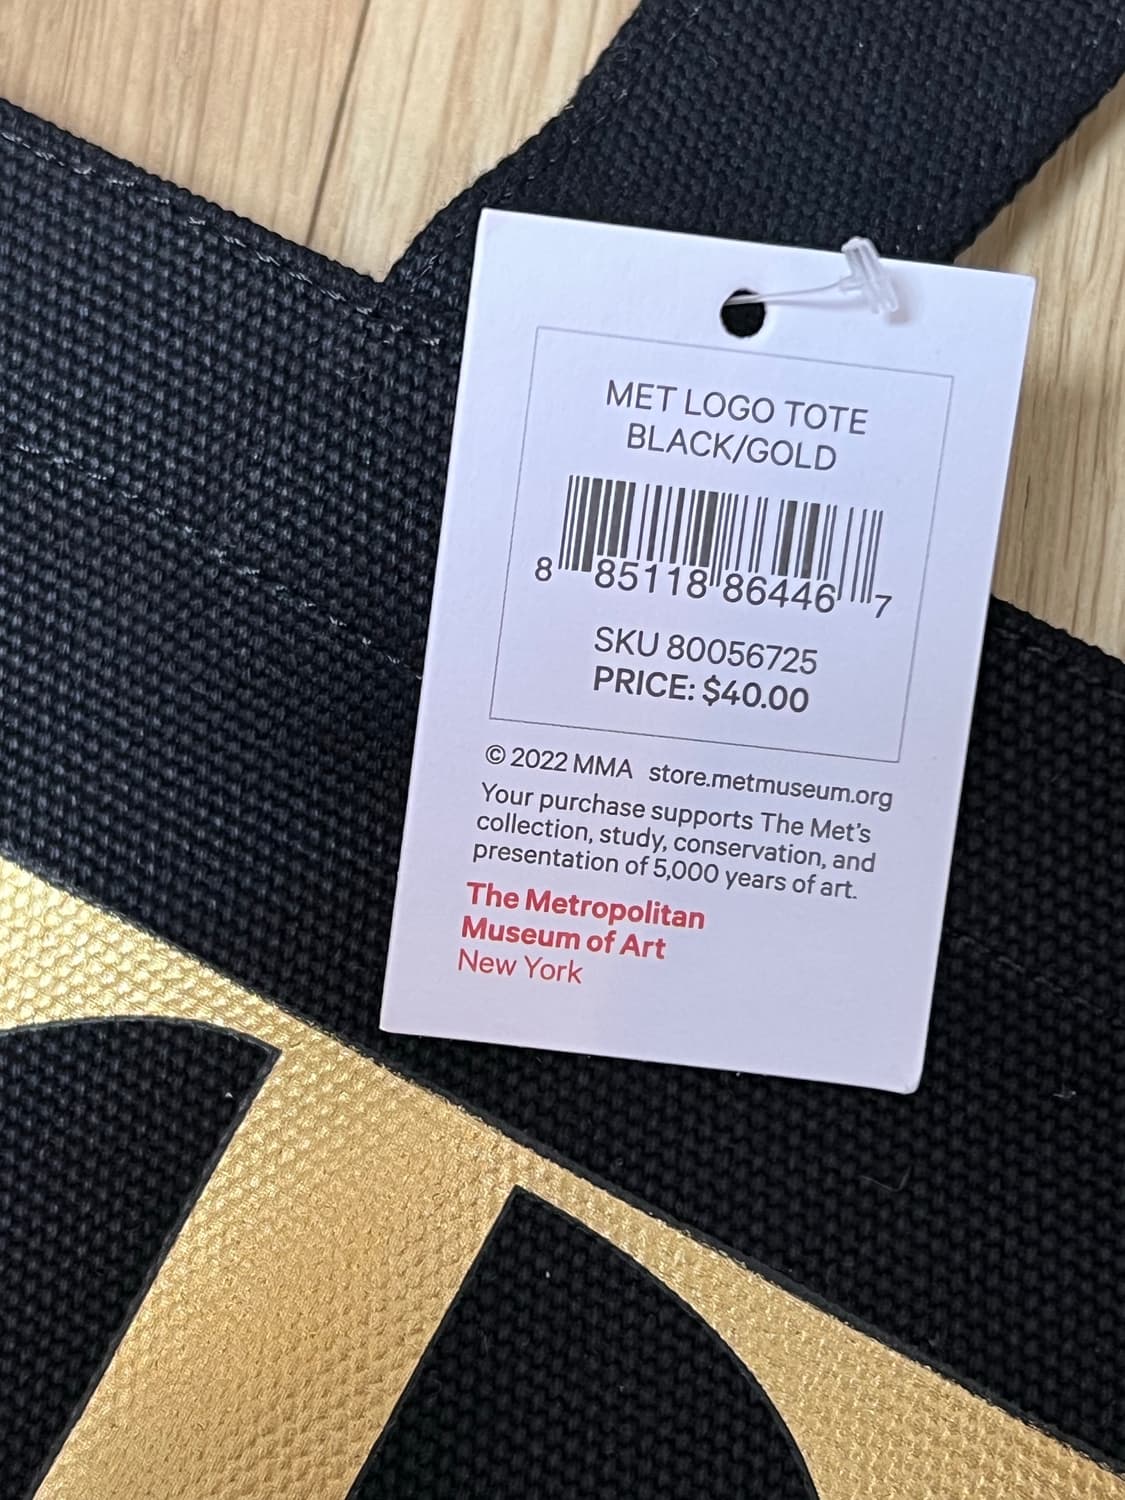 MET LOGO TOTE
BLACK/GOLD
8 85118 86446 7
SKU 80056725
PRICE: $40.00
© 2022 MMA store.metmuseum.org
Your purchase supports The Met's
collection, study, conservation, and
presentation of 5,000 years of art.
The Metropolitan
Museum of Art
New York